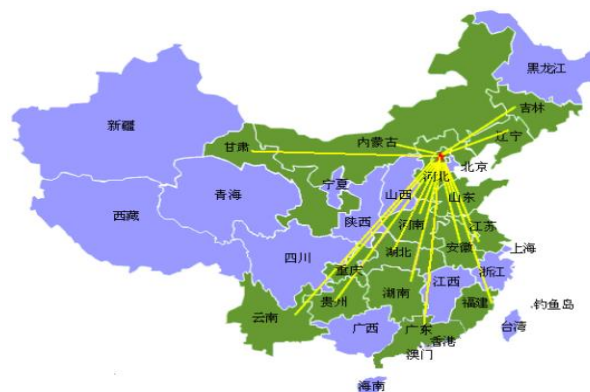 黑龙江
吉林
新疆
辽宁
内蒙古
甘肃
北京
河北
宁夏
青海
山西
山东
西藏
陕西
河南
江苏
四川
安徽
上海
湖北
重庆
浙江
江西
湖南
贵州
福建
.钓鱼岛
云南
广西
广东
台湾
香港
澳门
海南